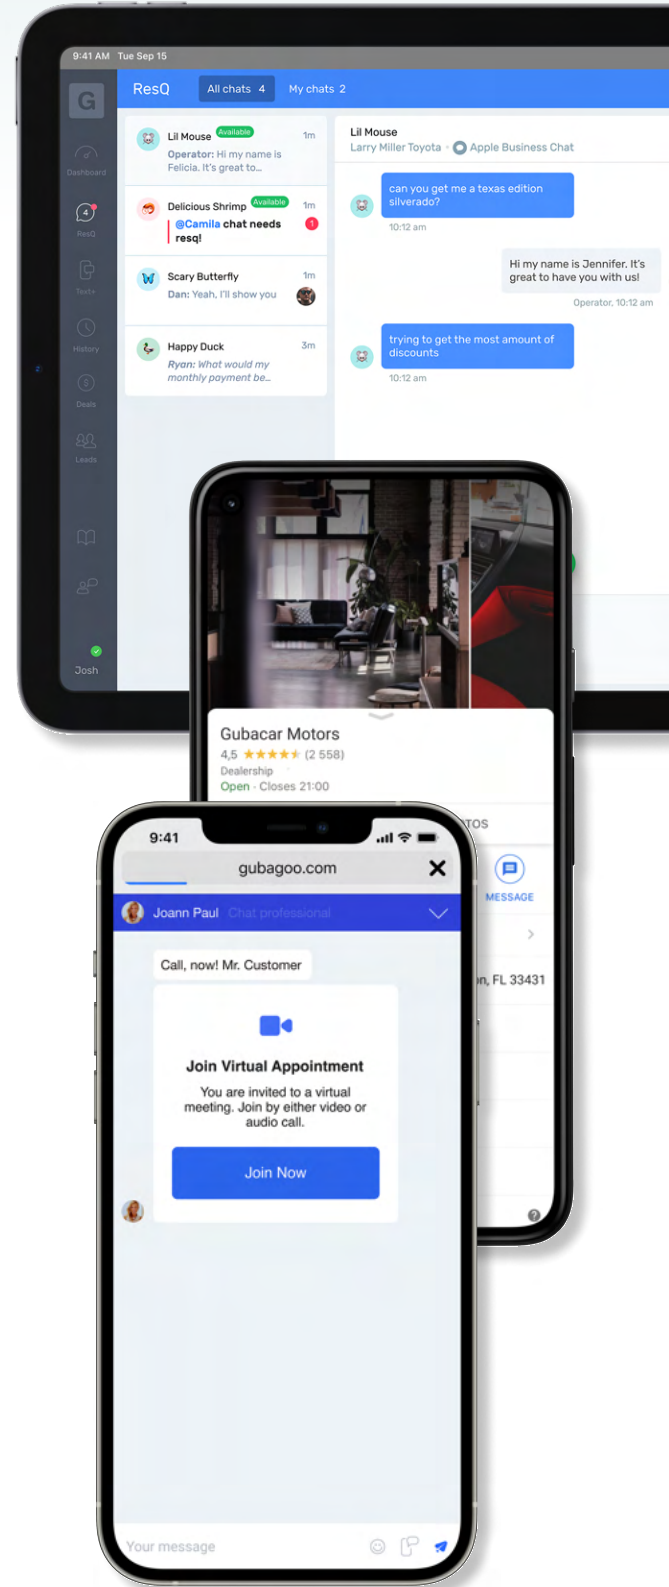 9:41 AM Tue Sep 15
G
ResQ
All chats 4
My chats 2
Dashboard
4
ResQ
Text+
History
Deals
Leads
Josh
Lil Mouse Available 1m
Operator: Hi my name is
Felicia. It's great to...
Delicious Shrimp Available 1m
@Camila chat needs
resq!
1
Scary Butterfly 1m
Dan: Yeah, I'll show you
Happy Duck 3m
Ryan: What would my
monthly payment be...
Lil Mouse
Larry Miller Toyota · Apple Business Chat
can you get me a texas edition
silverado?
10:12 am
Hi my name is Jennifer. It's
great to have you with us!
Operator, 10:12 am
trying to get the most amount of
discounts
10:12 am
Gubacar Motors
4,5 (2 558)
Dealership
Open · Closes 21:00
TOS
MESSAGE
on, FL 33431
?
9:41
gubagoo.com
Joann Paul Chat professional
Call, now! Mr. Customer
Join Virtual Appointment
You are invited to a virtual
meeting. Join by either video or
audio call.
Join Now
Your message